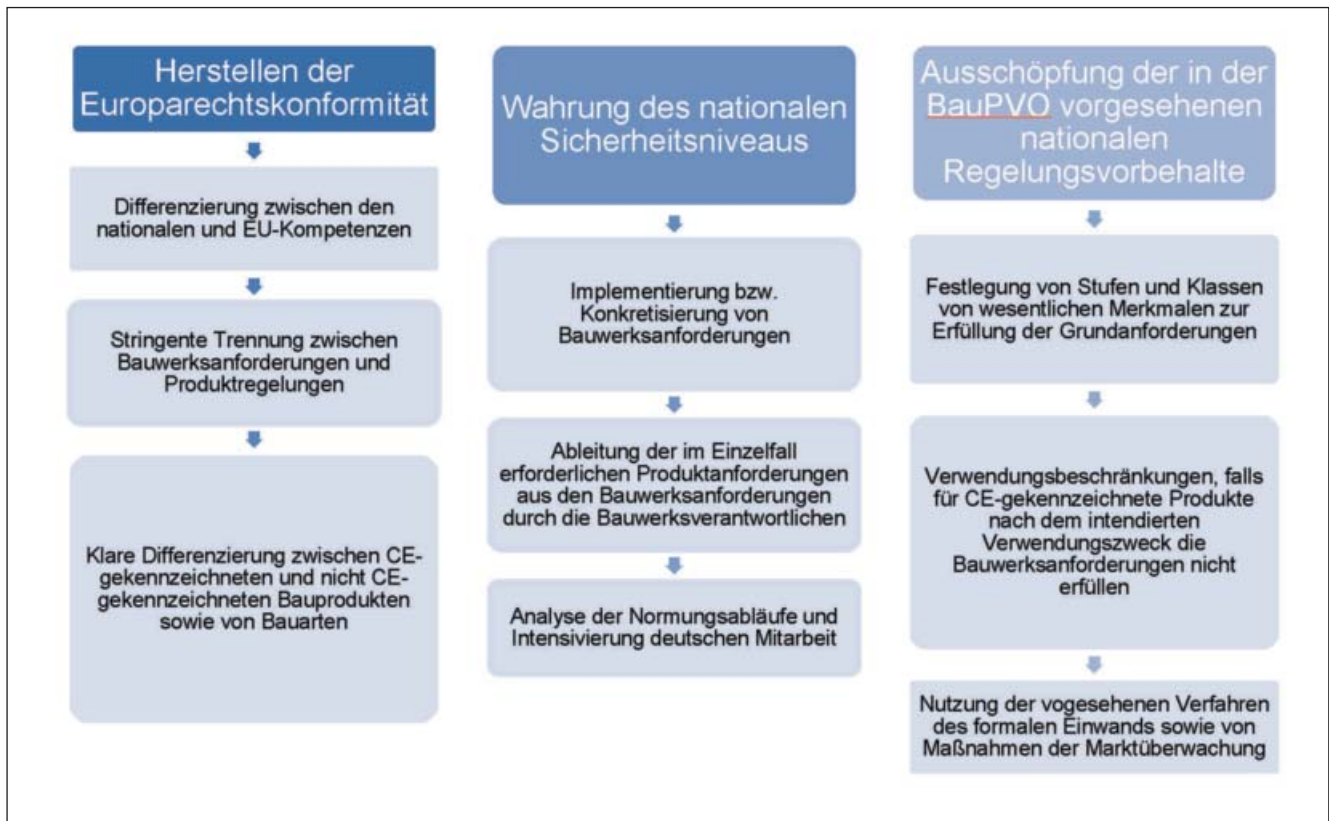 Herstellen der
Europarechtskonformität
Differenzierung zwischen den
nationalen und EU-Kompetenzen
Stringente Trennung zwischen
Bauwerksanforderungen und
Produktregelungen
Klare Differenzierung zwischen CE-
gekennzeichneten und nicht CE-
gekennzeichneten Bauprodukten
sowie von Bauarten
Wahrung des nationalen
Sicherheitsniveaus
Implementierung bzw.
Konkretisierung von
Bauwerksanforderungen
Ableitung der im Einzelfall
erforderlichen Produktanforderungen
aus den Bauwerksanforderungen
durch die Bauwerksverantwortlichen
Analyse der Normungsabläufe und
Intensivierung deutschen Mitarbeit
Ausschöpfung der in der
BauPVO vorgesehenen
nationalen
Regelungsvorbehalte
Festlegung von Stufen und Klassen
von wesentlichen Merkmalen zur
Erfüllung der Grundanforderungen
Verwendungsbeschränkungen, falls
für CE-gekennzeichnete Produkte
nach dem intendierten
Verwendungszweck die
Bauwerksanforderungen nicht
erfüllen
Nutzung der vogesehenen Verfahren
des formalen Einwands sowie von
Maßnahmen der Marktüberwachung